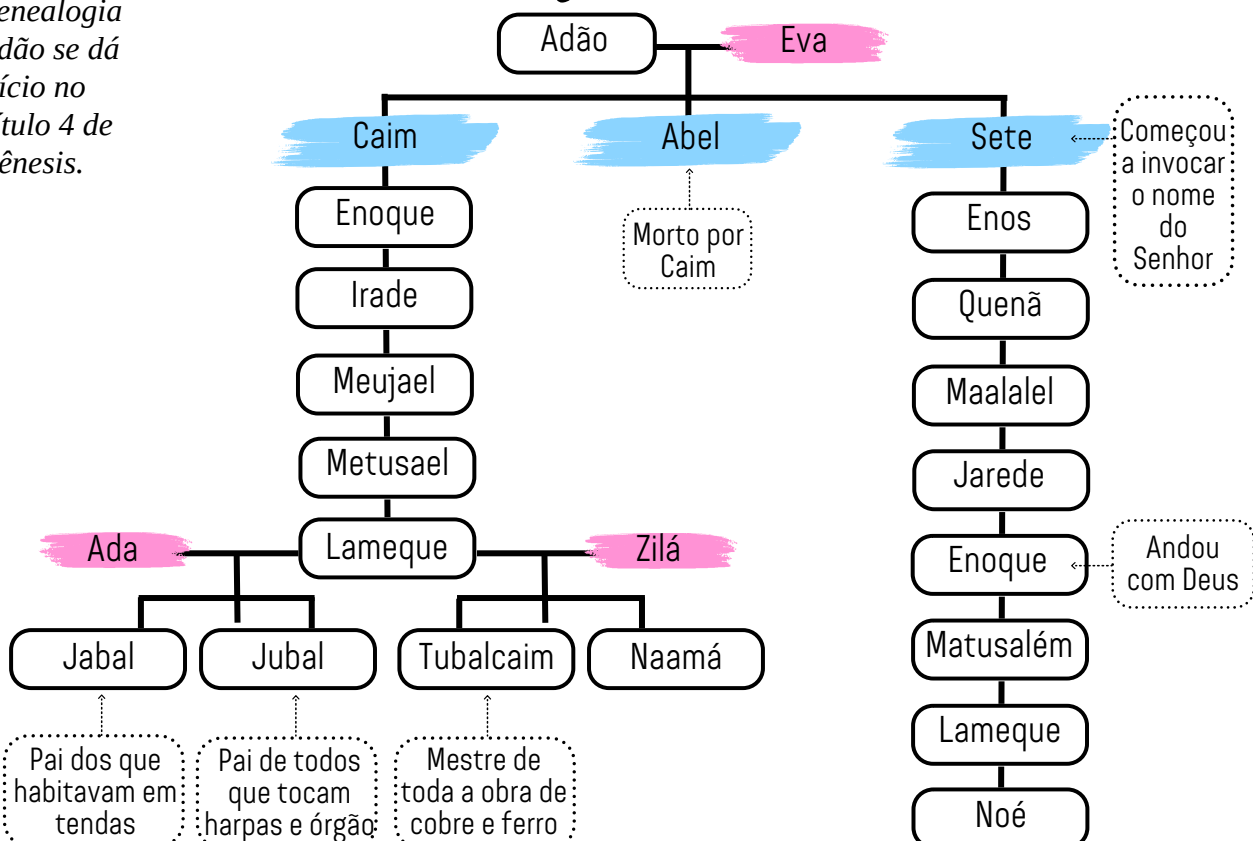 enealogia
dão se dá
ício no
ítulo 4 de
ênesis.
Adão
Eva
Caim
Abel
Sete
Começou
a invocar
o nome
do
Senhor
Enoque
Morto por
Caim
Enos
Irade
Quenã
Meujael
Maalalel
Metusael
Jarede
Ada
Lameque
Zilá
Enoque
Andou
com Deus
Jabal
Jubal
Tubalcaim
Naamá
Matusalém
Pai dos que
habitavam em
tendas
Pai de todos
que tocam
harpas e órgão
Mestre de
toda a obra de
cobre e ferro
Lameque
Noé